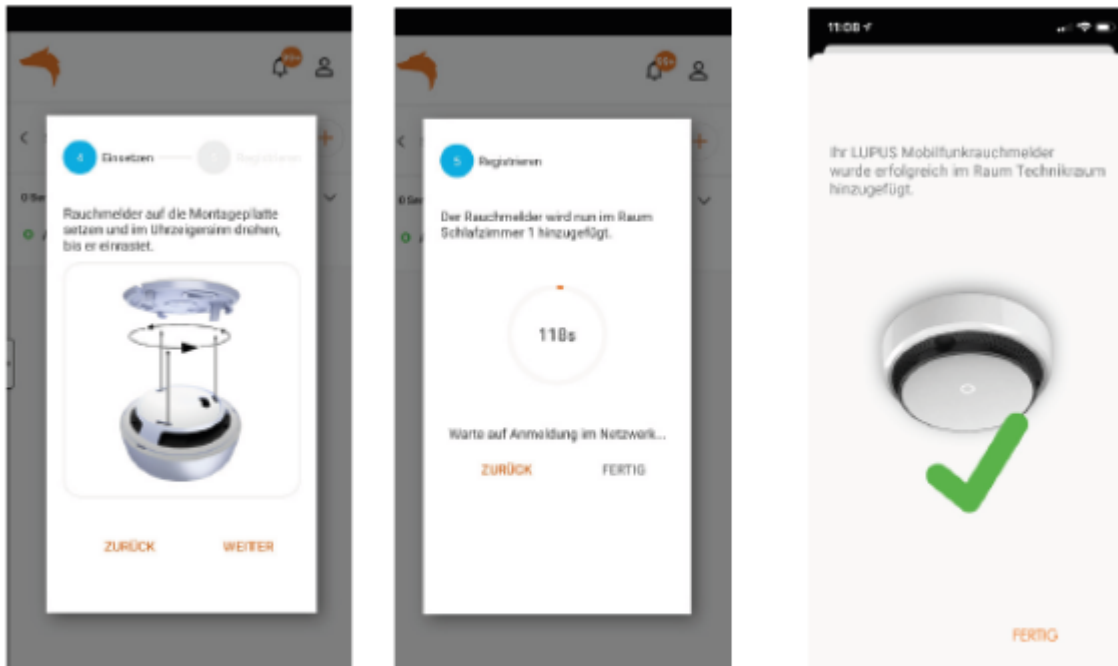 4 Einsetzen
Rauchmelder auf die Montageplatte
setzen und im Uhrzeigersinn drehen,
bis er einrastet.
ZURÜCK WEITER
5 Registrieren
Der Rauchmelder wird nun im Raum
Schlafzimmer 1 hinzugefügt.
118s
Warte auf Anmeldung im Netzwerk...
ZURÜCK FERTIG
11:08
Ihr LUPUS Mobilfunkrauchmelder
wurde erfolgreich im Raum Technikraum
hinzugefügt.
FERTIG